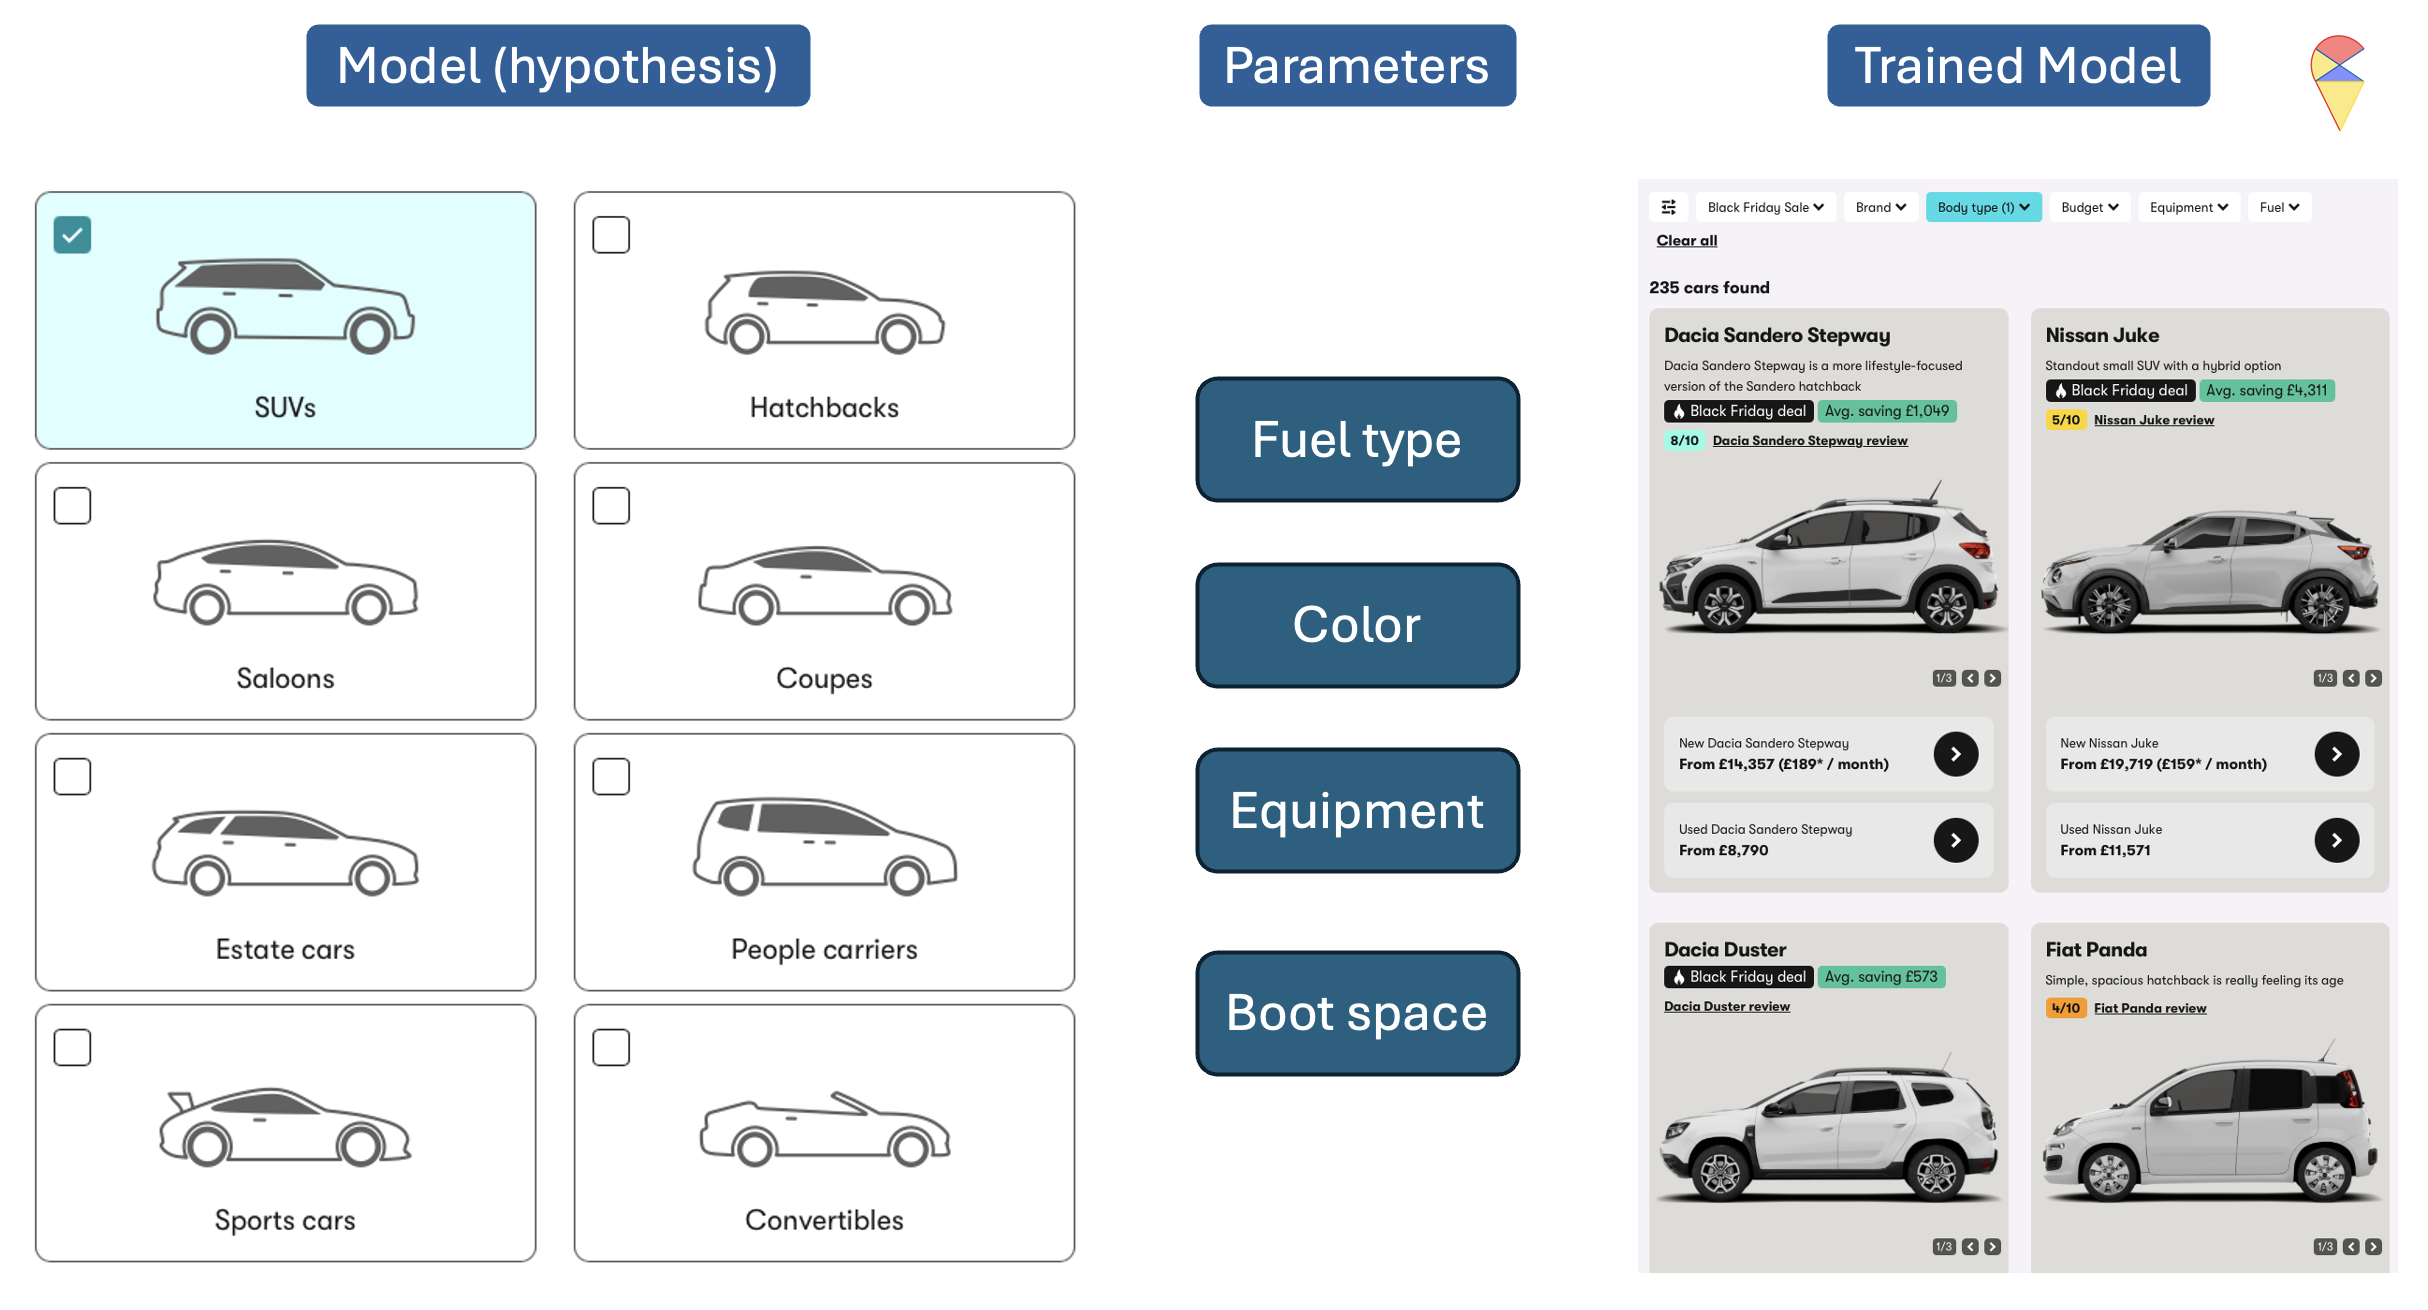 Model (hypothesis)
Parameters
Trained Model
SUVs
Hatchbacks
Saloons
Coupes
Estate cars
People carriers
Sports cars
Convertibles
Fuel type
Color
Equipment
Boot space
Black Friday Sale
Brand
Body type (1)
Budget
Equipment
Fuel
Clear all
235 cars found
Dacia Sandero Stepway
Dacia Sandero Stepway is a more lifestyle-focused
version of the Sandero hatchback
Black Friday deal
Avg. saving £1,049
8/10
Dacia Sandero Stepway review
1/3
New Dacia Sandero Stepway
From £14,357 (£189* / month)
Used Dacia Sandero Stepway
From £8,790
Nissan Juke
Standout small SUV with a hybrid option
Black Friday deal
Avg. saving £4,311
5/10
Nissan Juke review
1/3
New Nissan Juke
From £19,719 (£159* / month)
Used Nissan Juke
From £11,571
Dacia Duster
Black Friday deal
Avg. saving £573
Dacia Duster review
1/3
Fiat Panda
Simple, spacious hatchback is really feeling its age
4/10
Fiat Panda review
1/3